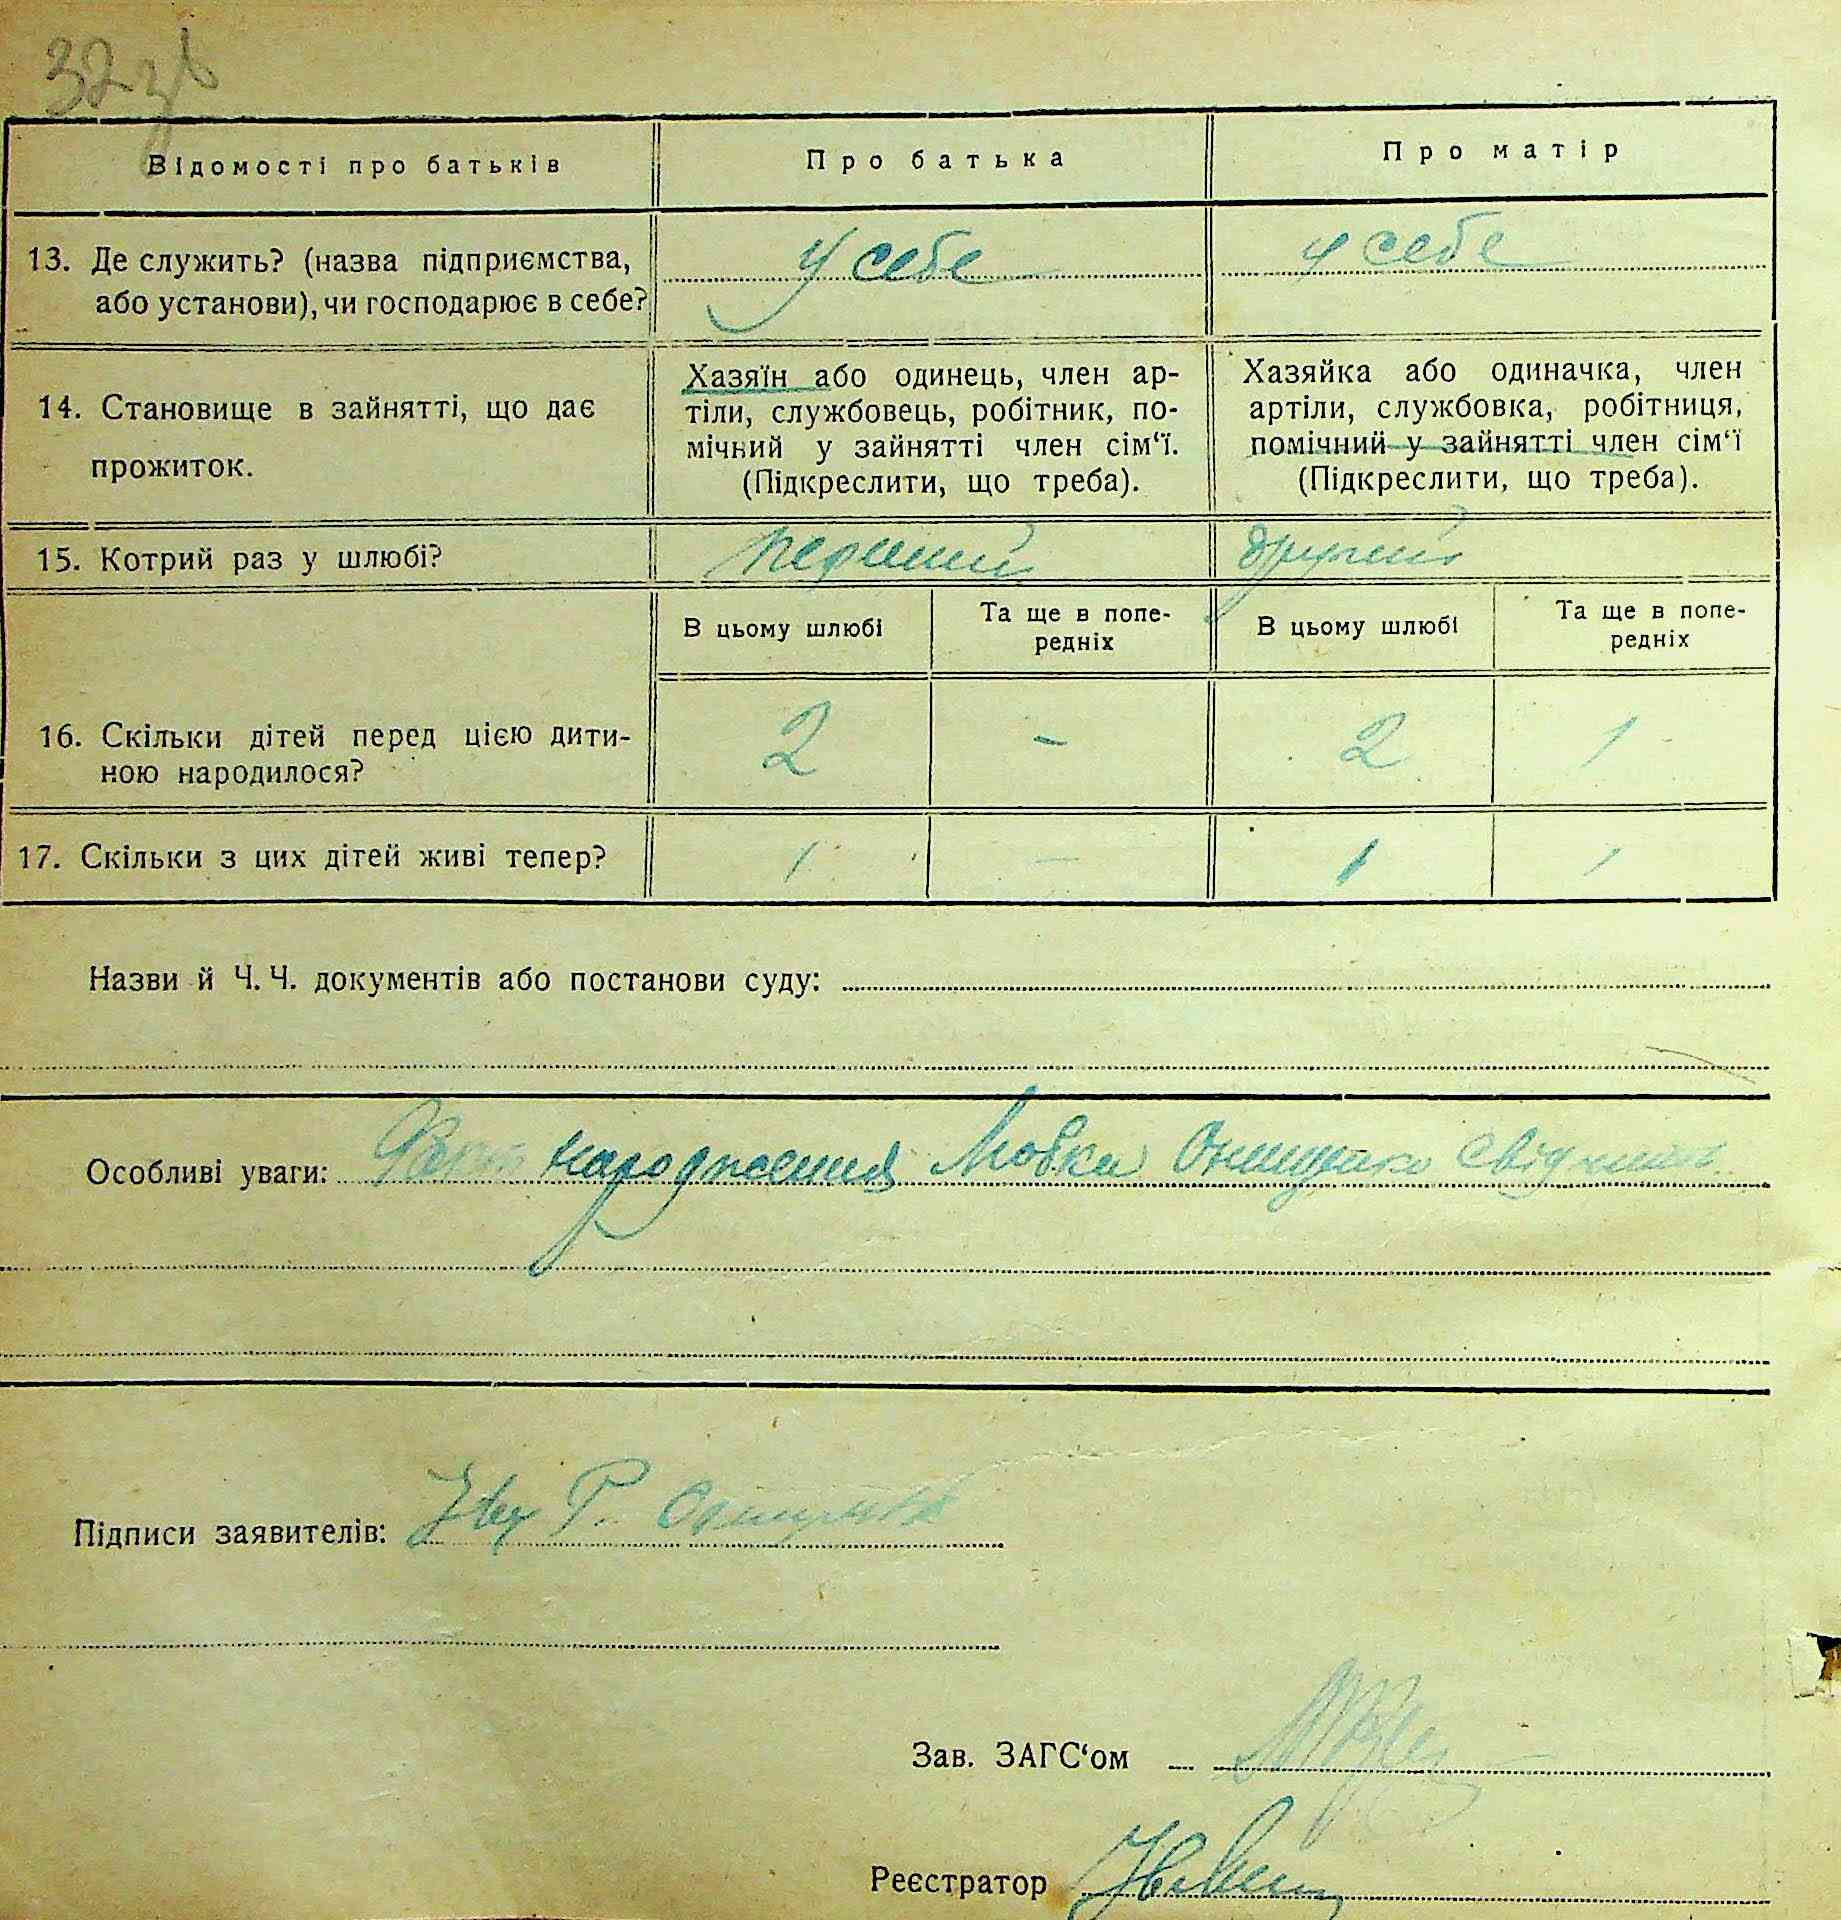 32зв
Відомості про батьків
Про батька
Про матір
13. Де служить? (назва підприємства,
або установи), чи господарює в себе?
у себе
у себе
14. Становище в зайнятті, що дає
прожиток.
Хазяїн або одинець, член ар-
тіли, службовець, робітник, по-
мічний у зайнятті член сім‘ї.
(Підкреслити, що треба).
Хазяйка або одиначка, член
артіли, службовка, робітниця,
помічний у зайнятті член сім‘ї
(Підкреслити, що треба).
15. Котрий раз у шлюбі?
перший
другий
В цьому шлюбі
Та ще в попе-
редніх
В цьому шлюбі
Та ще в попе-
редніх
16. Скільки дітей перед цією дити-
ною народилося?
2
-
2
1
17. Скільки з цих дітей живі тепер?
1
-
1
1
Назви й Ч. Ч. документів або постанови суду:
Особливі уваги: Факт народження Онищенко
Підписи заявителів:
Зав. ЗАГС‘ом
Реєстратор